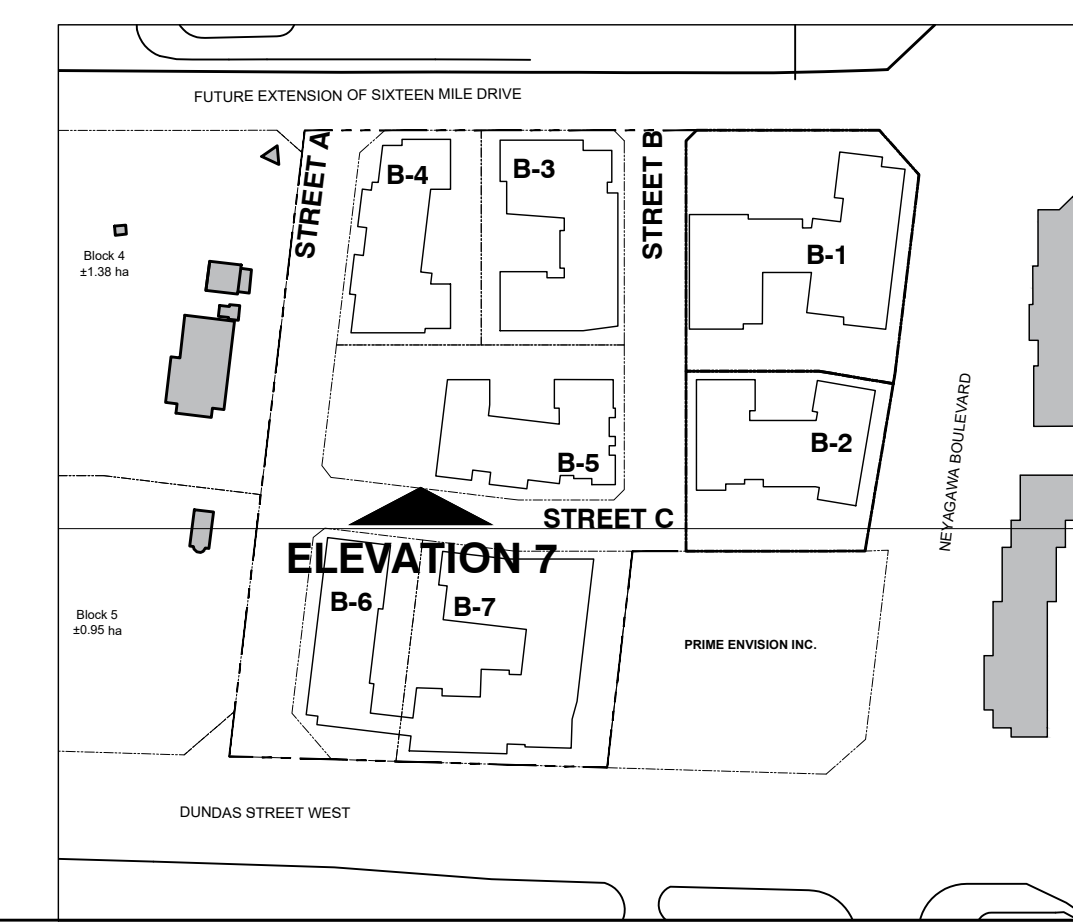 FUTURE EXTENSION OF SIXTEEN MILE DRIVE
STREET A
B-4
B-3
STREET B
B-1
Block 4
±1.38 ha
B-2
NEYAGAWA BOULEVARD
B-5
STREET C
ELEVATION 7
B-6
B-7
Block 5
±0.95 ha
PRIME ENVISION INC.
DUNDAS STREET WEST